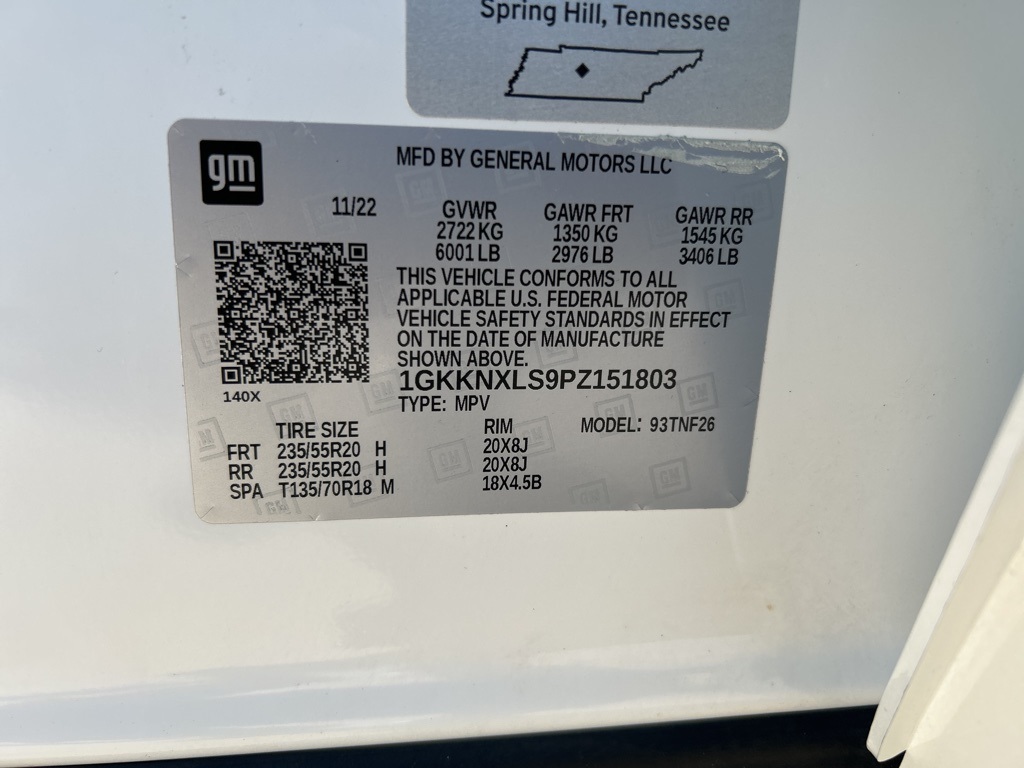 Spring Hill, Tennessee
gm
MFD BY GENERAL MOTORS LLC
11/22
GVWR GAWR FRT GAWR RR
2722 KG 1350 KG 1545 KG
6001 LB 2976 LB 3406 LB
THIS VEHICLE CONFORMS TO ALL
APPLICABLE U.S. FEDERAL MOTOR
VEHICLE SAFETY STANDARDS IN EFFECT
ON THE DATE OF MANUFACTURE
SHOWN ABOVE.
1GKKNXLS9PZ151803
140X
TYPE: MPV
TIRE SIZE RIM MODEL: 93TNF26
FRT 235/55R20 H 20X8J
RR 235/55R20 H 20X8J
SPA T135/70R18 M 18X4.5B